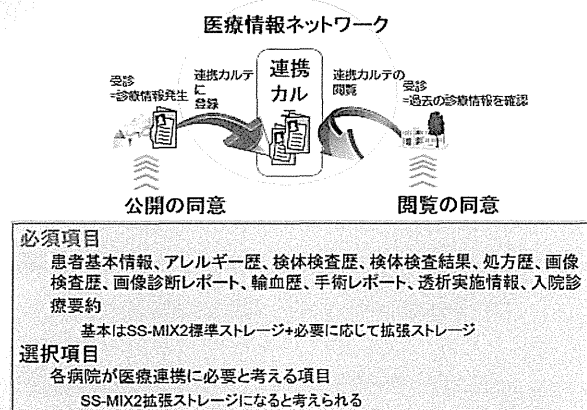 医療情報ネットワーク
受診
=診療情報発生
連携カルテ
に
登録
連携
カル
連携カルテの
閲覧
受診
=過去の診療情報を確認
公開の同意
閲覧の同意
必須項目
患者基本情報、アレルギー歴、検体検査歴、検体検査結果、処方歴、画像
検査歴、画像診断レポート、輸血歴、手術レポート、透析実施情報、入院診
療要約
基本はSS-MIX2標準ストレージ+必要に応じて拡張ストレージ
選択項目
各病院が医療連携に必要と考える項目
SS-MIX2拡張ストレージになると考えられる